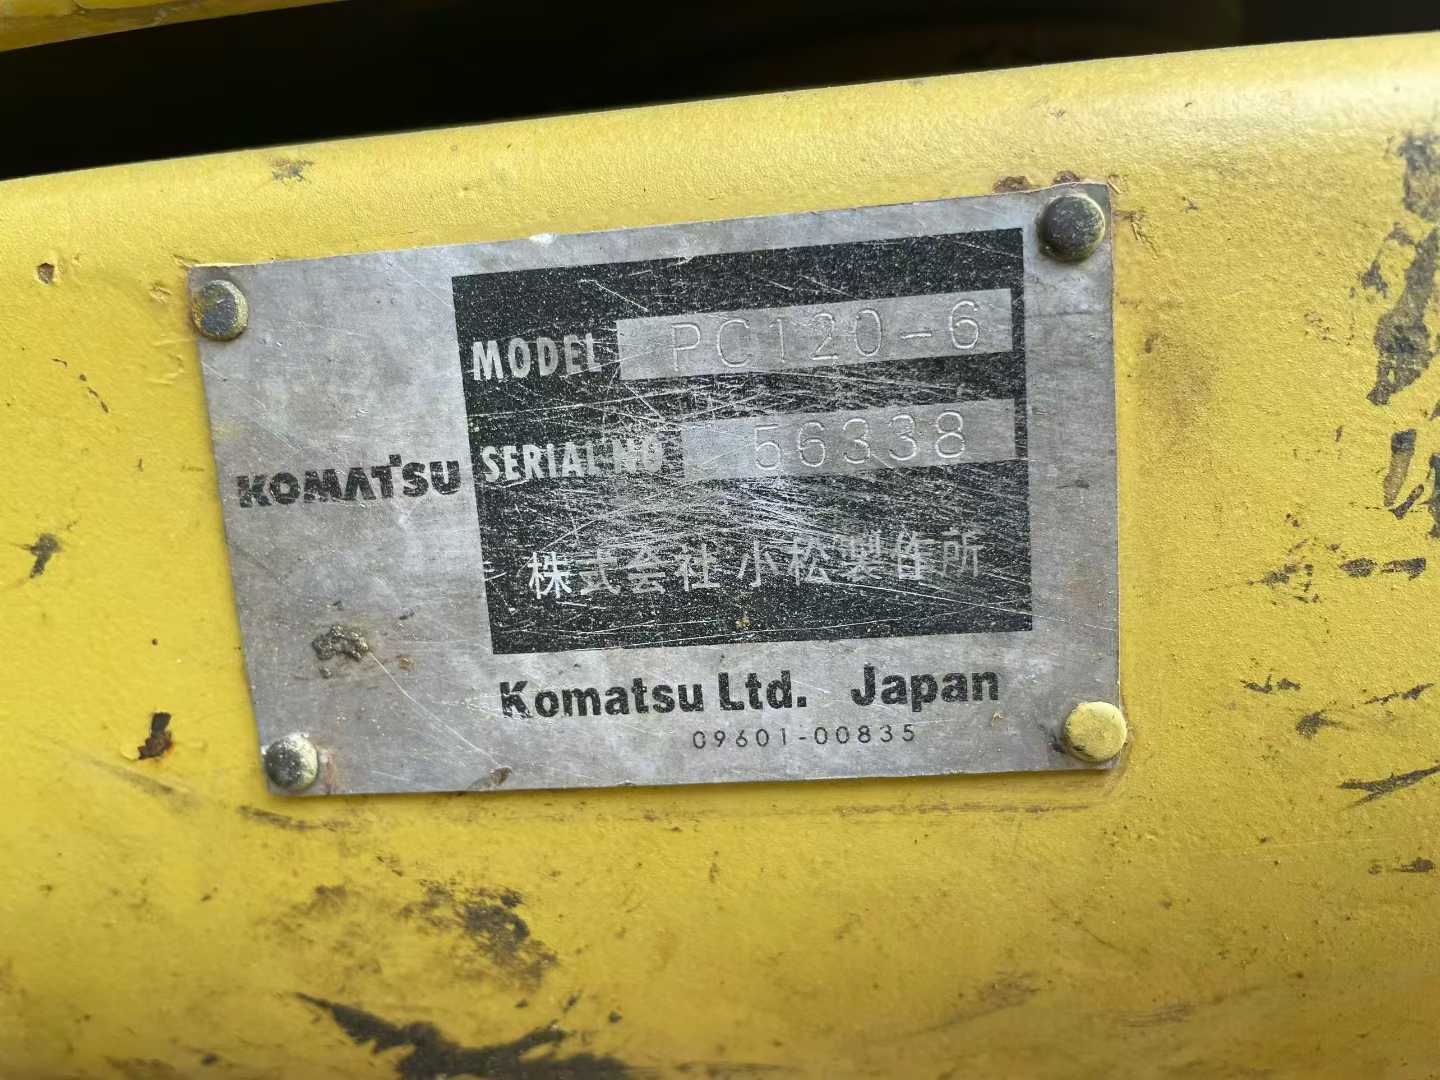 MODEL PC120-6
KOMATSU SERIAL NO 56338
株式会社 小松製作所
Komatsu Ltd. Japan
09601-00835